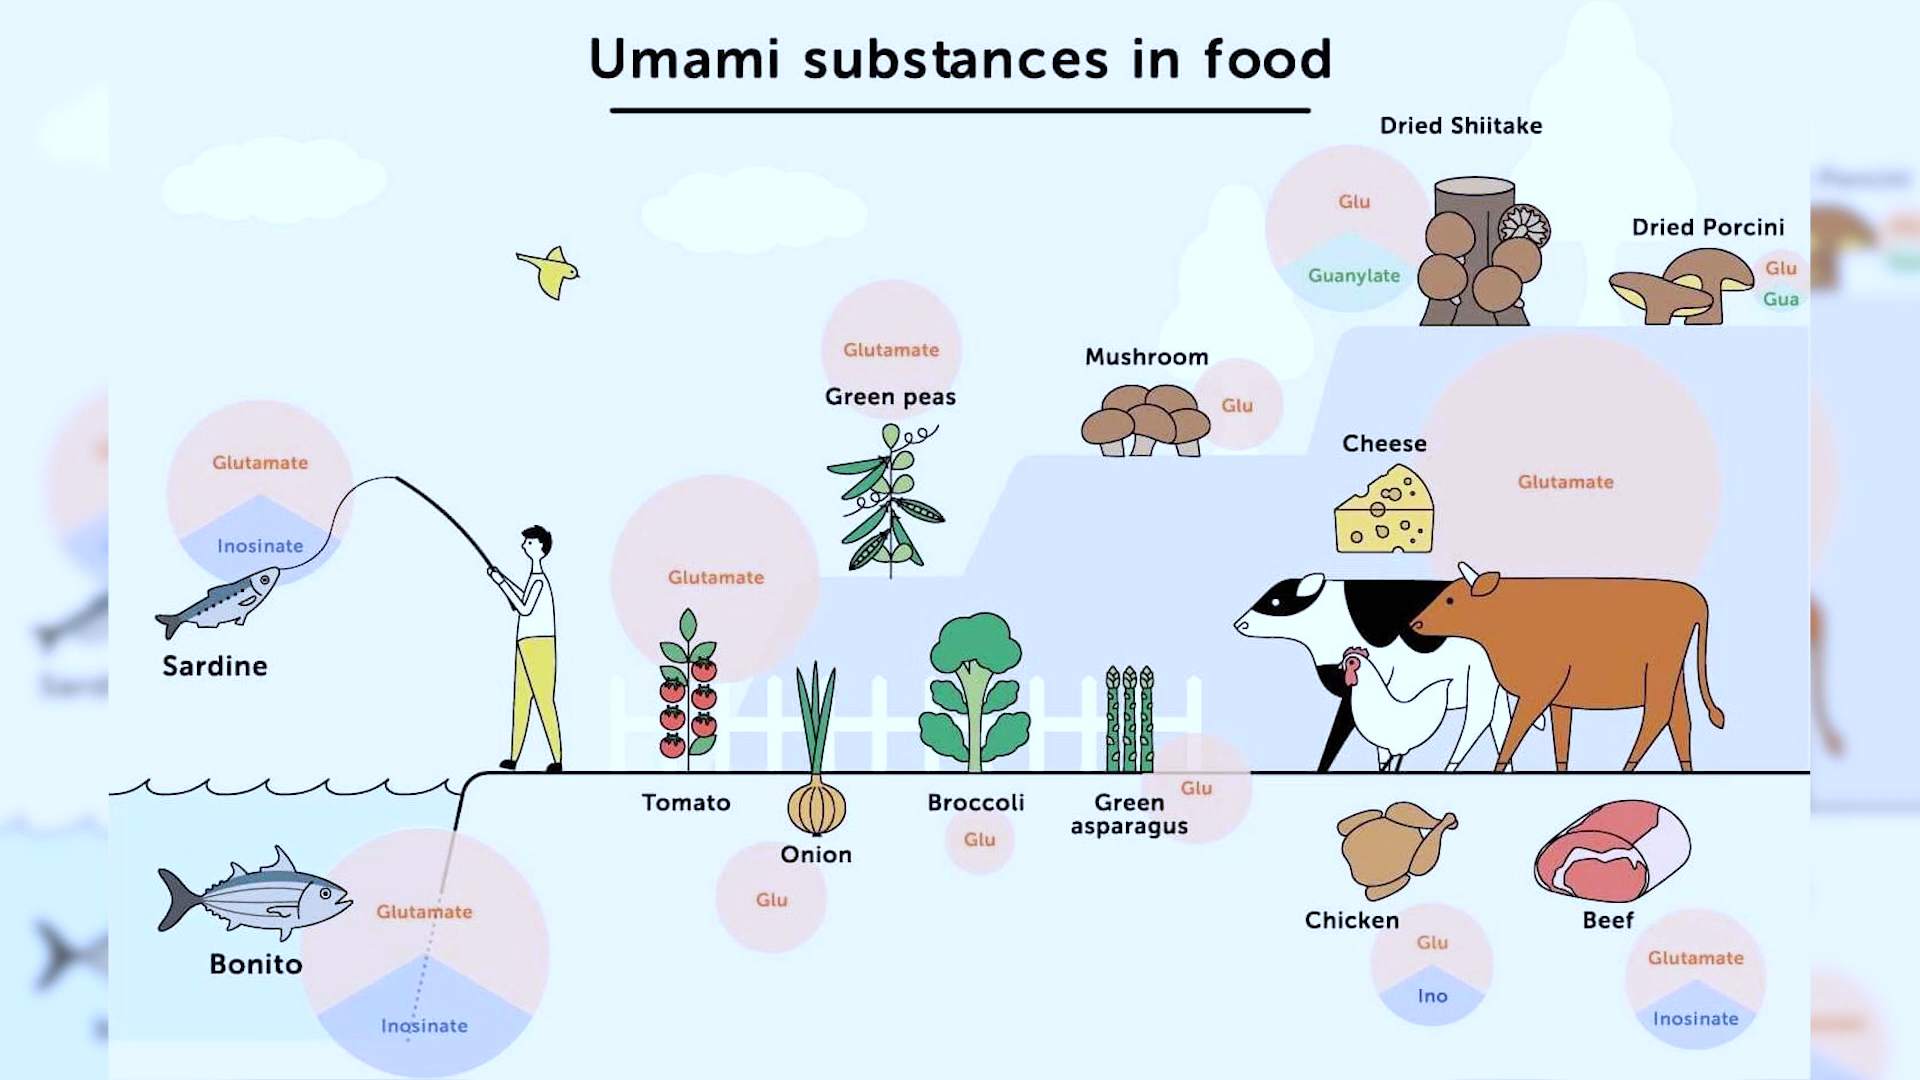 Umami substances in food
Dried Shiitake
Glu
Guanylate
Dried Porcini
Glu
Gua
Glutamate
Green peas
Mushroom
Glu
Cheese
Glutamate
Glutamate
Inosinate
Sardine
Glutamate
Tomato
Onion
Glu
Broccoli
Glu
Green
asparagus
Glu
Bonito
Glutamate
Inosinate
Chicken
Glu
Ino
Beef
Glutamate
Inosinate